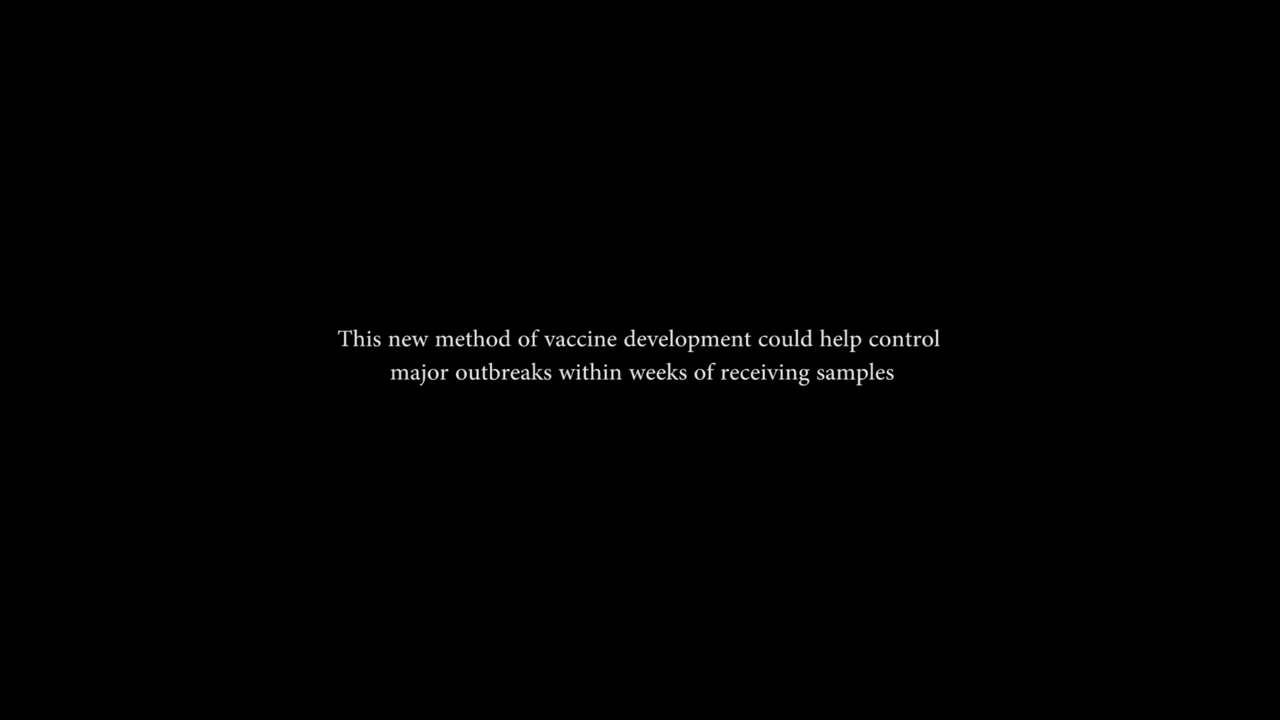 This new method of vaccine development could help control
major outbreaks within weeks of receiving samples